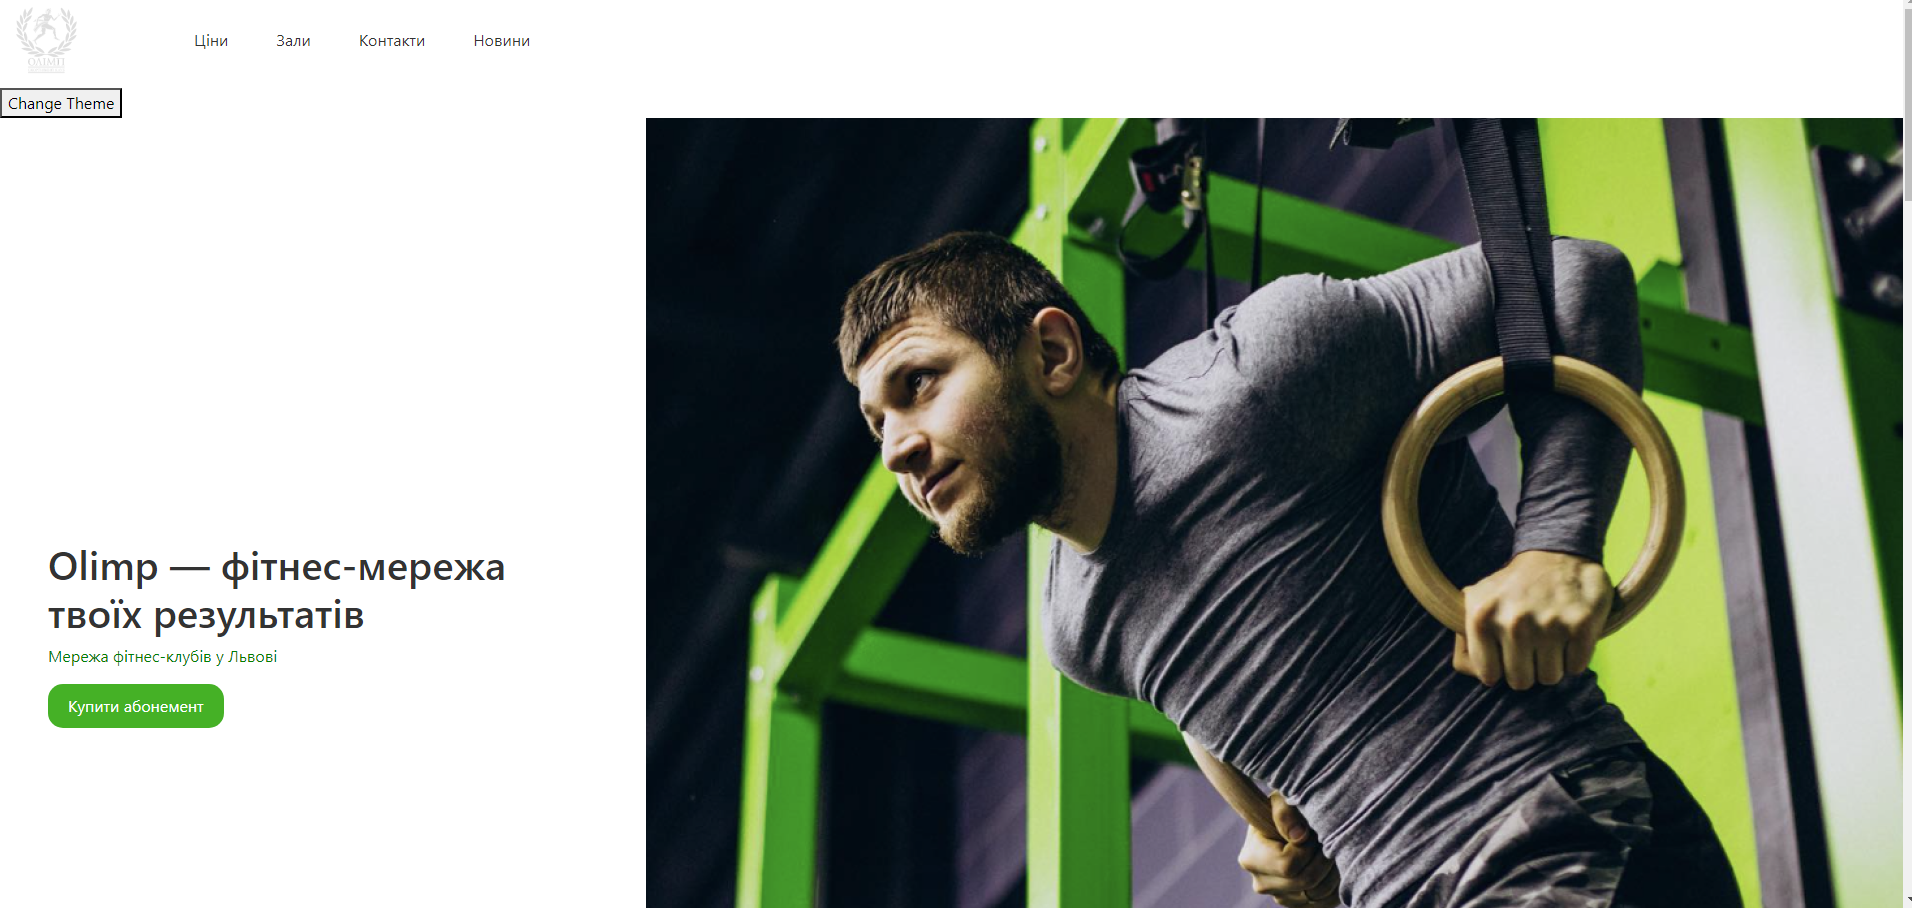 ОЛІМП
Ціни
Зали
Контакти
Новини
Change Theme
Olimp — фітнес-мережа
твоїх результатів
Мережа фітнес-клубів у Львові
Купити абонемент